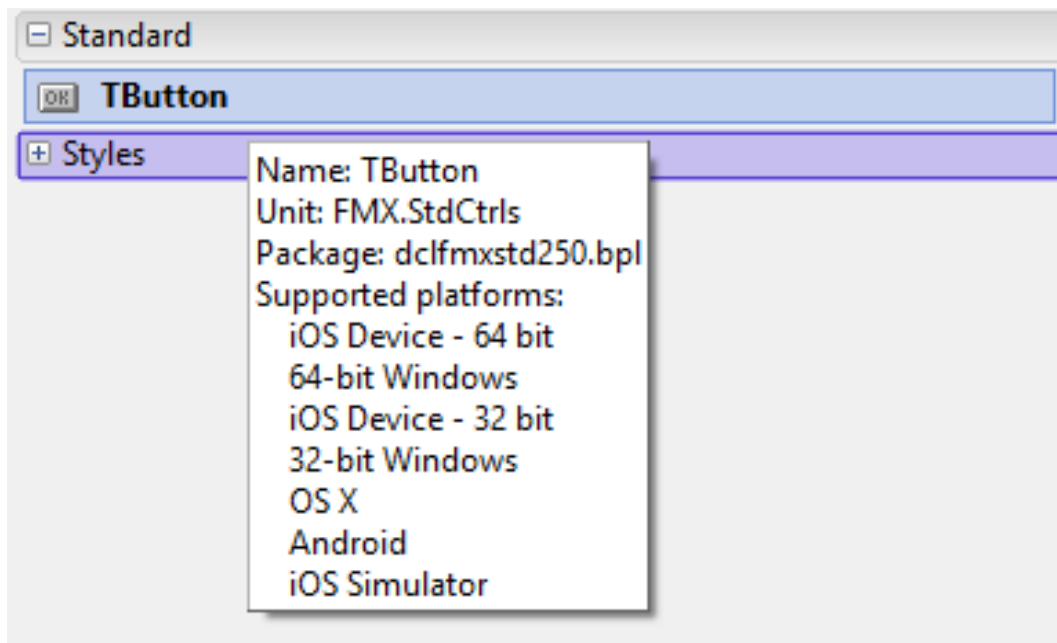 Standard
OK TButton
Styles
Name: TButton
Unit: FMX.StdCtrls
Package: dclfmxstd250.bpl
Supported platforms:
iOS Device - 64 bit
64-bit Windows
iOS Device - 32 bit
32-bit Windows
OS X
Android
iOS Simulator